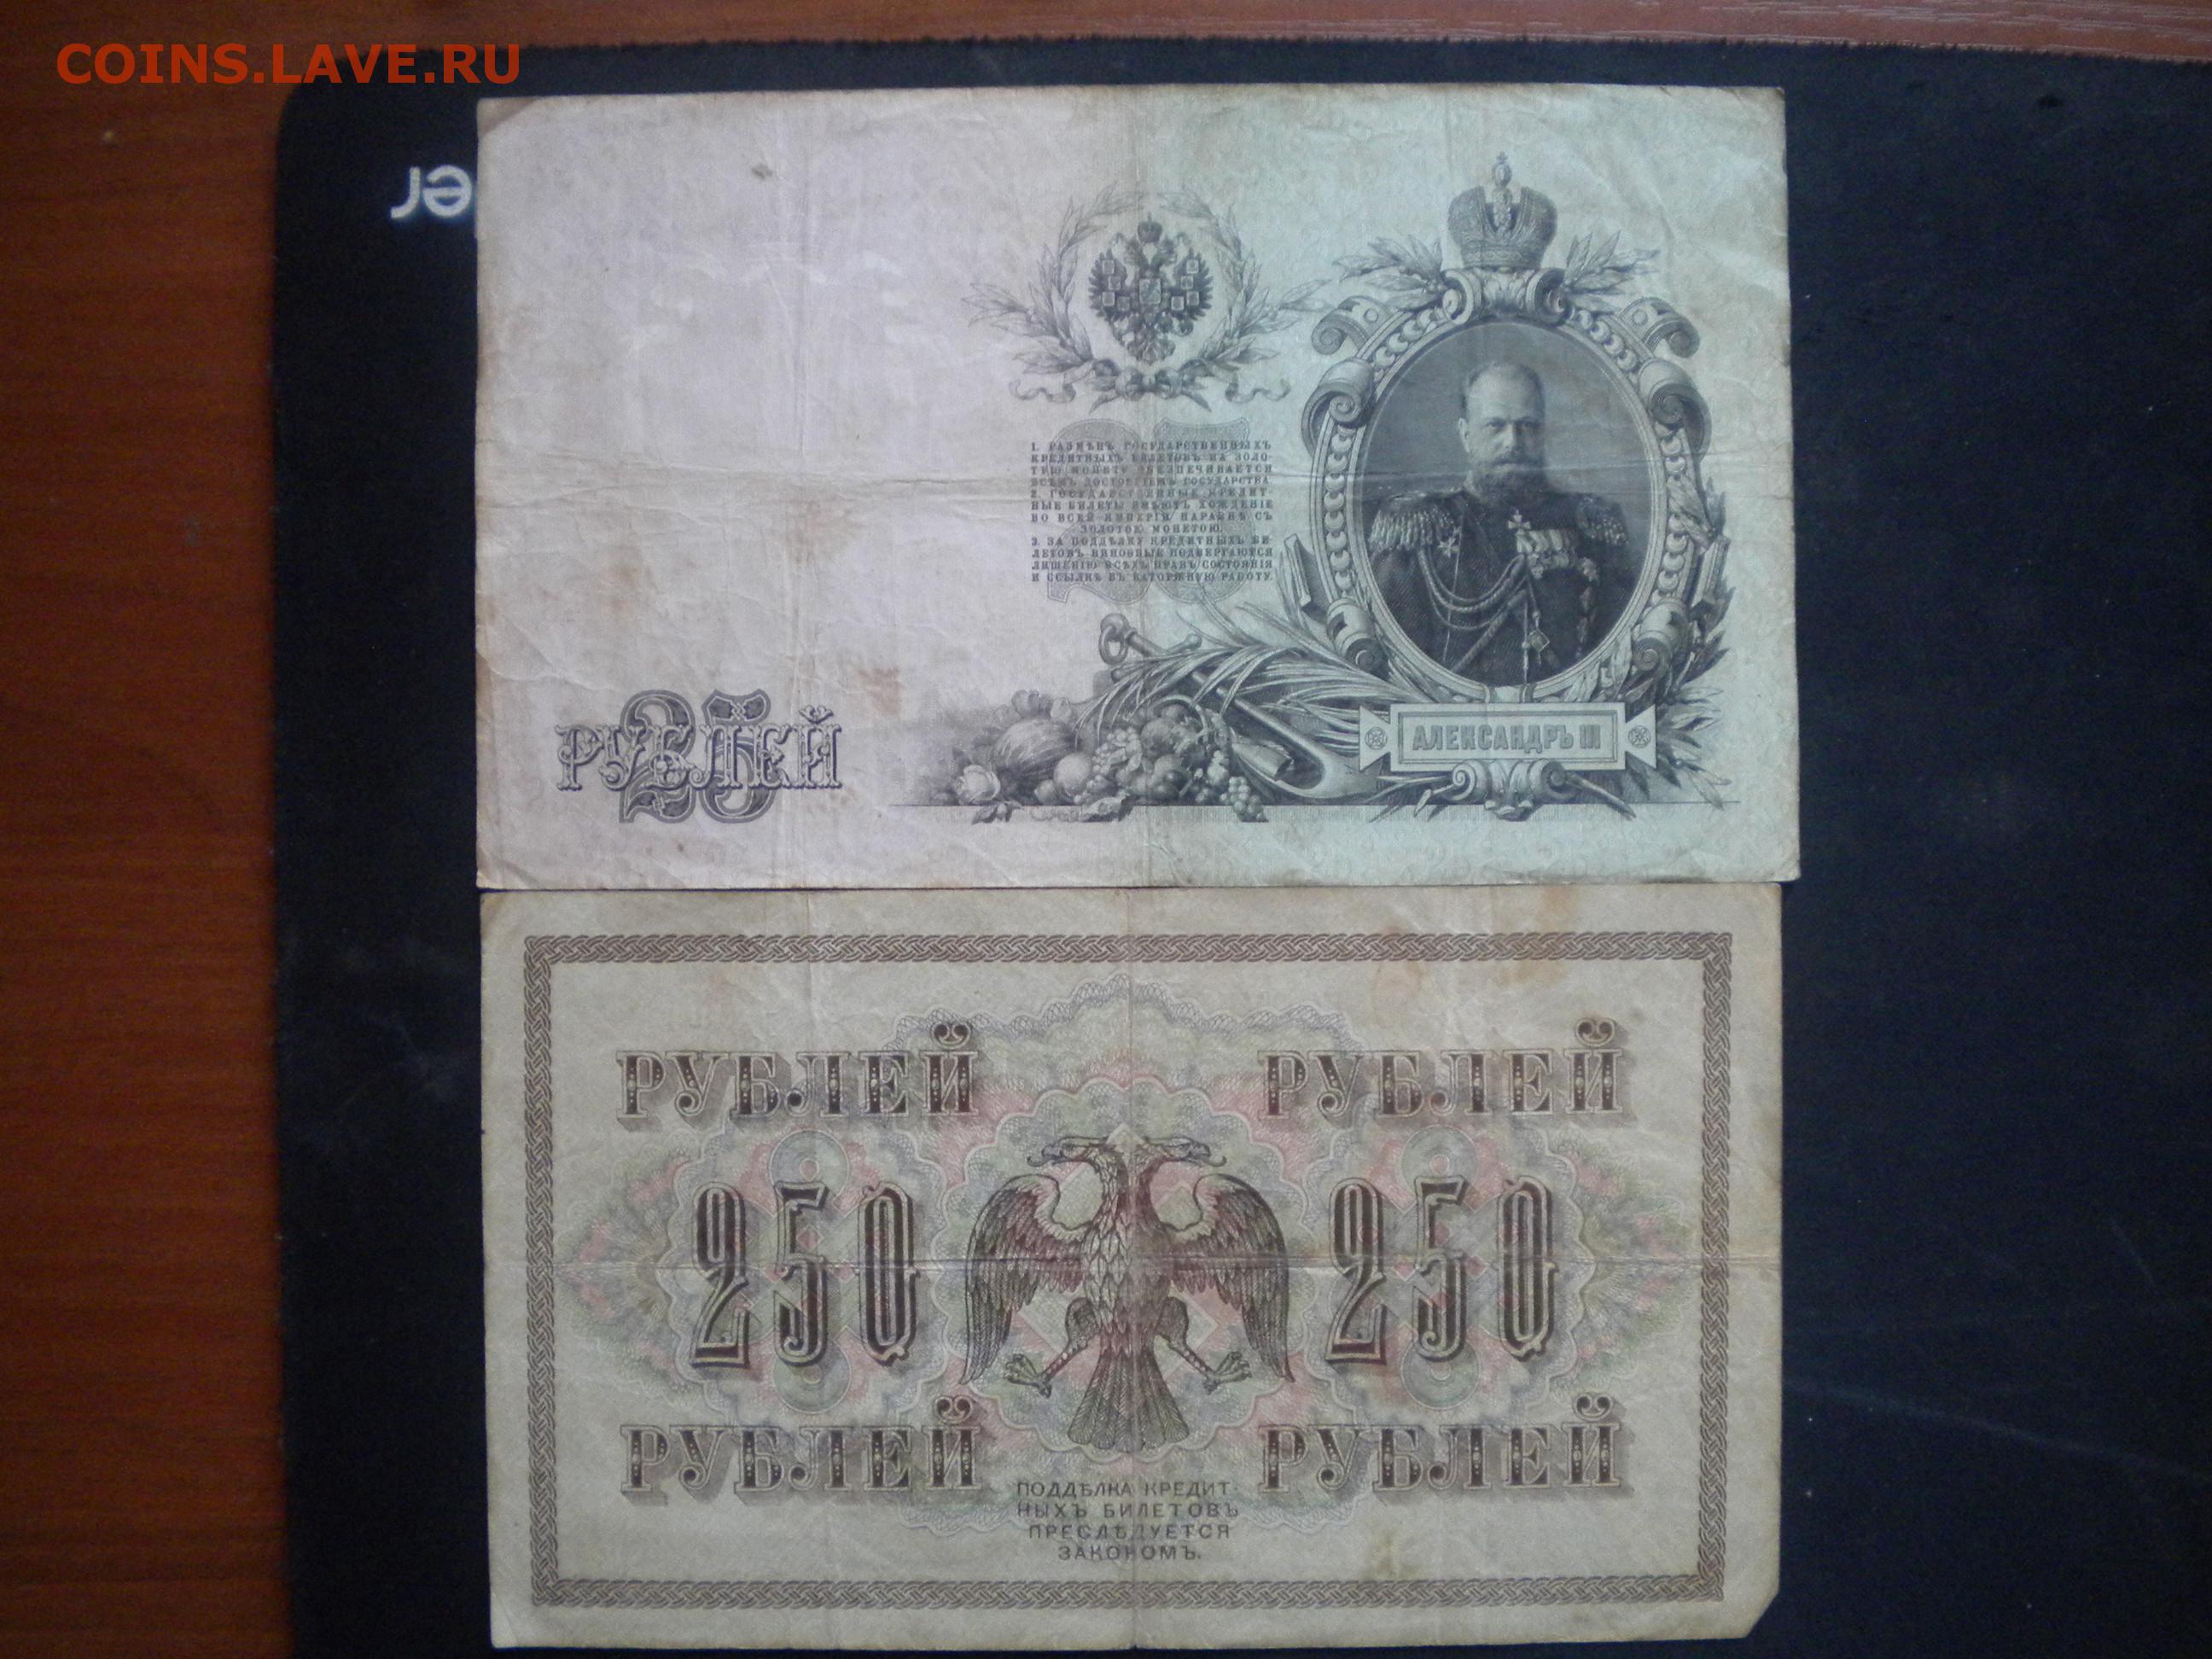 COINS.LAVE.RU
1. РАЗМѢНЪ ГОСУДАРСТВЕННЫХЪ
КРЕДИТНЫХЪ БИЛЕТОВЪ НА ЗОЛО-
ТУЮ МОНЕТУ ОБЕЗПЕЧИВАЕТСЯ
ВСѢМЪ ДОСТОЯНІЕМЪ ГОСУДАРСТВА.
2. ГОСУДАРСТВЕННЫЕ КРЕДИТ-
НЫЕ БИЛЕТЫ ИМѢЮТЪ ХОЖДЕНІЕ
ВО ВСЕЙ ИМПЕРІИ НАРАВНѢ СЪ
ЗОЛОТОЮ МОНЕТОЮ.
3. ЗА ПОДДѢЛКУ КРЕДИТНЫХЪ БИ-
ЛЕТОВЪ ВИНОВНЫЕ ПОДВЕРГАЮТСЯ
ЛИШЕНІЮ ВСѢХЪ ПРАВЪ СОСТОЯНІЯ
И ССЫЛКѢ ВЪ КАТОРЖНУЮ РАБОТУ.
25
РУБЛЕЙ
АЛЕКСАНДРЪ III
РУБЛЕЙ РУБЛЕЙ
250 250
РУБЛЕЙ РУБЛЕЙ
ПОДДѢЛКА КРЕДИТ-
НЫХЪ БИЛЕТОВЪ
ПРЕСЛѢДУЕТСЯ
ЗАКОНОМЪ.